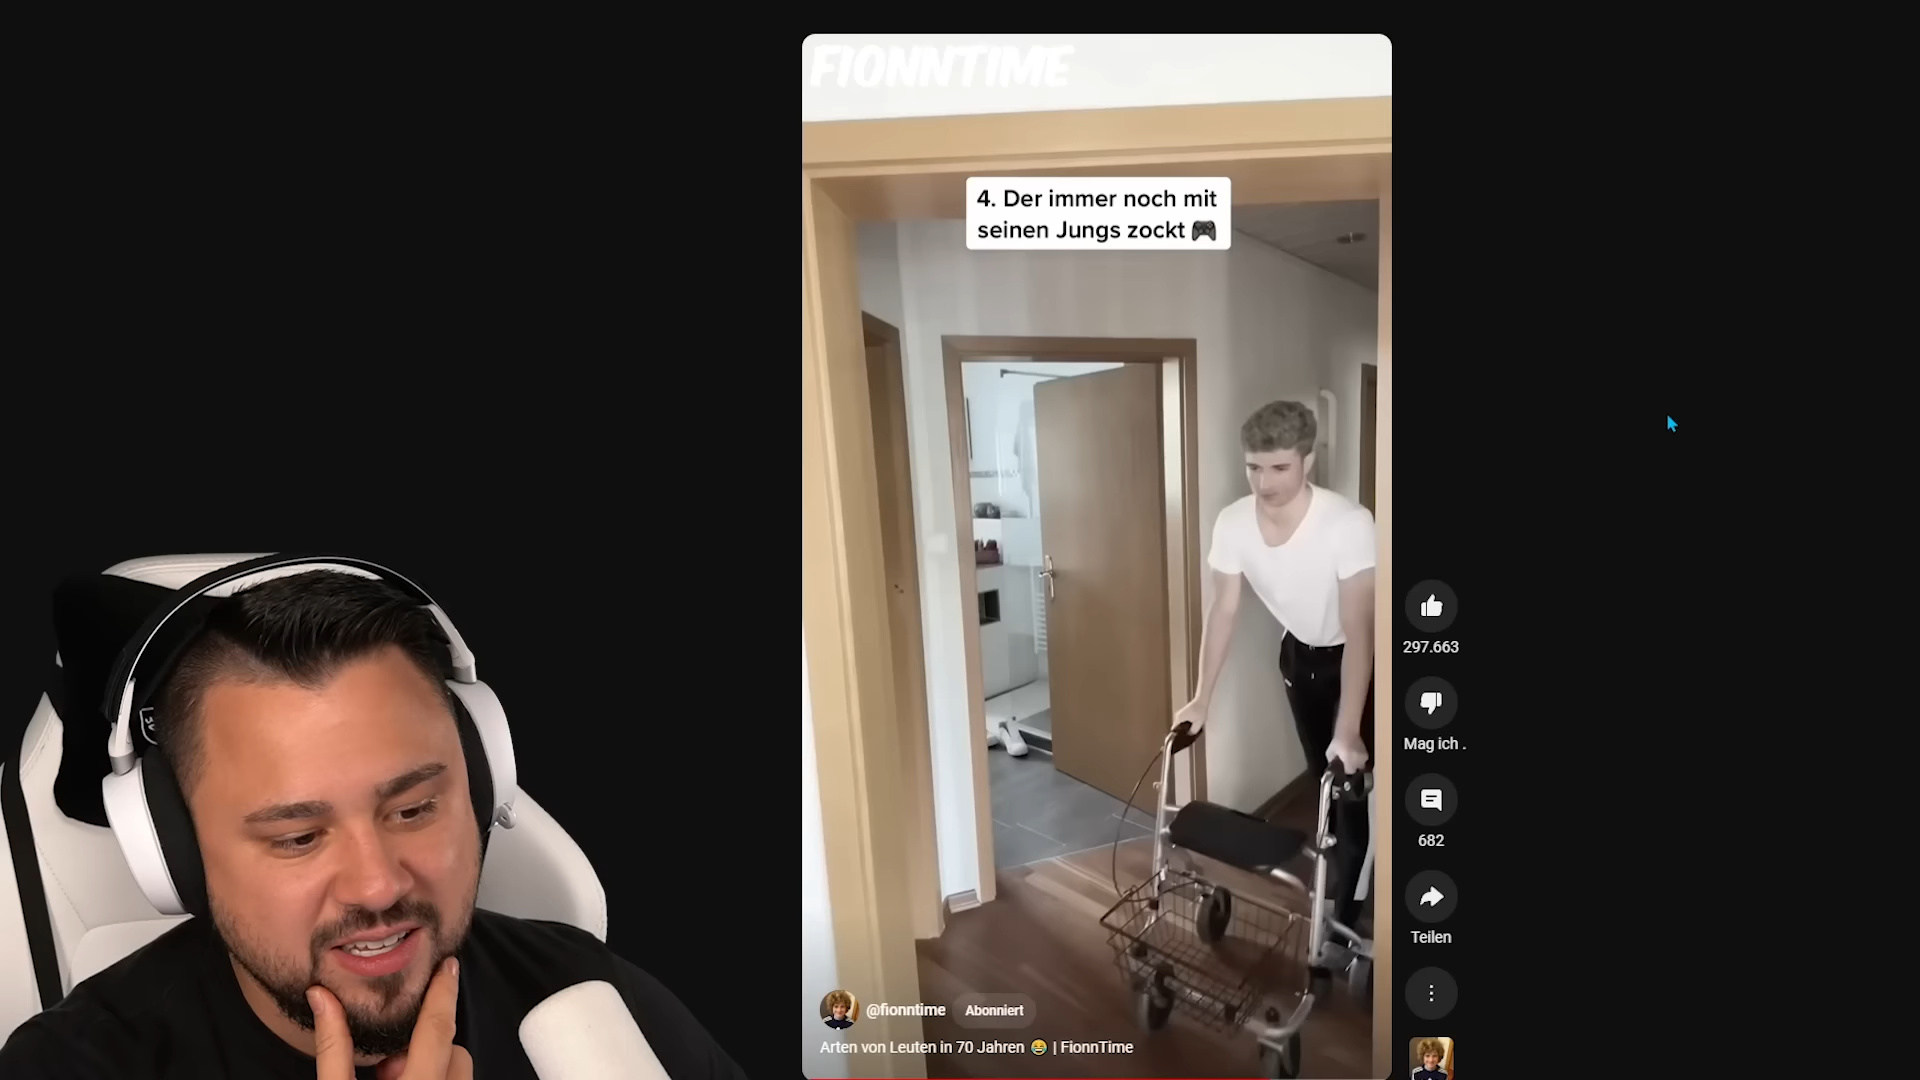 FIONNTIME
4. Der immer noch mit
seinen Jungs zockt 🎮
297.663
Mag ich .
682
Teilen
@fionntime
Abonniert
Arten von Leuten in 70 Jahren 😂 | FionnTime